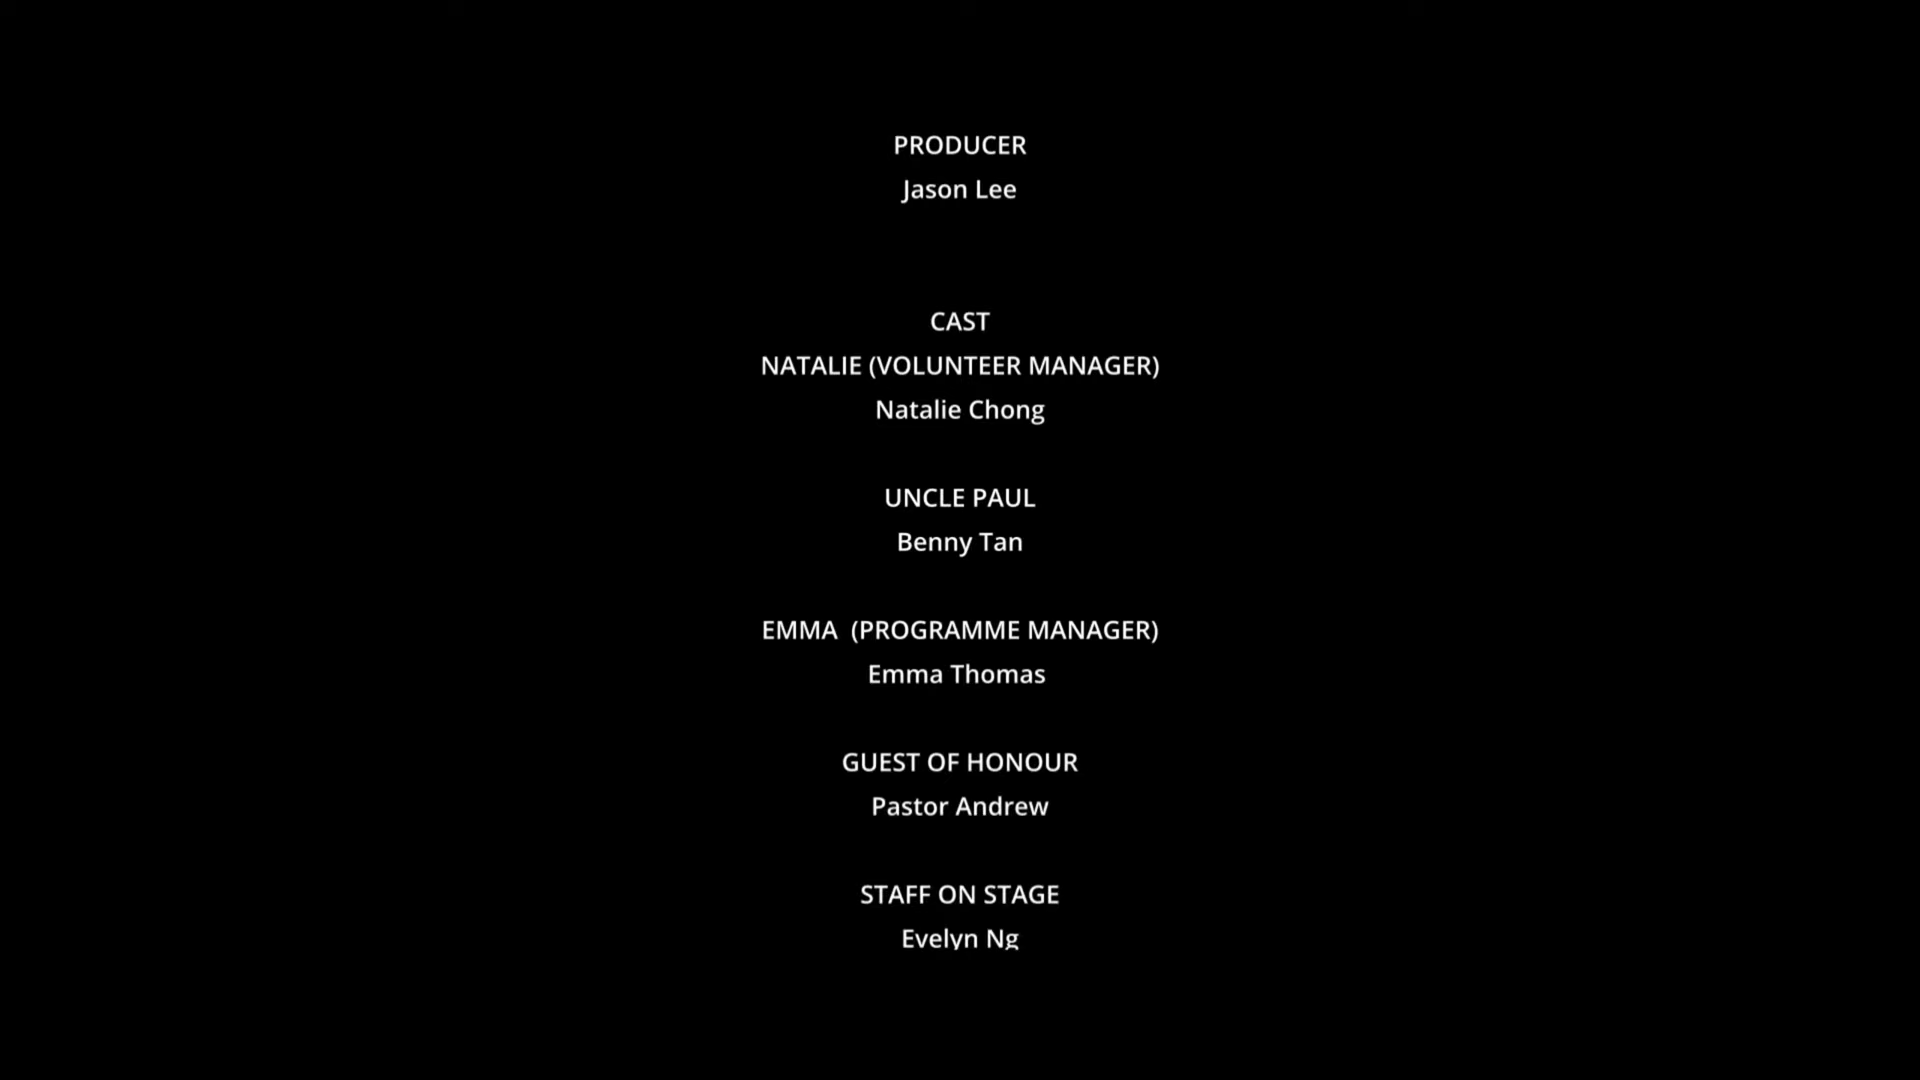 PRODUCER
Jason Lee
CAST
NATALIE (VOLUNTEER MANAGER)
Natalie Chong
UNCLE PAUL
Benny Tan
EMMA  (PROGRAMME MANAGER)
Emma Thomas
GUEST OF HONOUR
Pastor Andrew
STAFF ON STAGE
Evelyn Ng